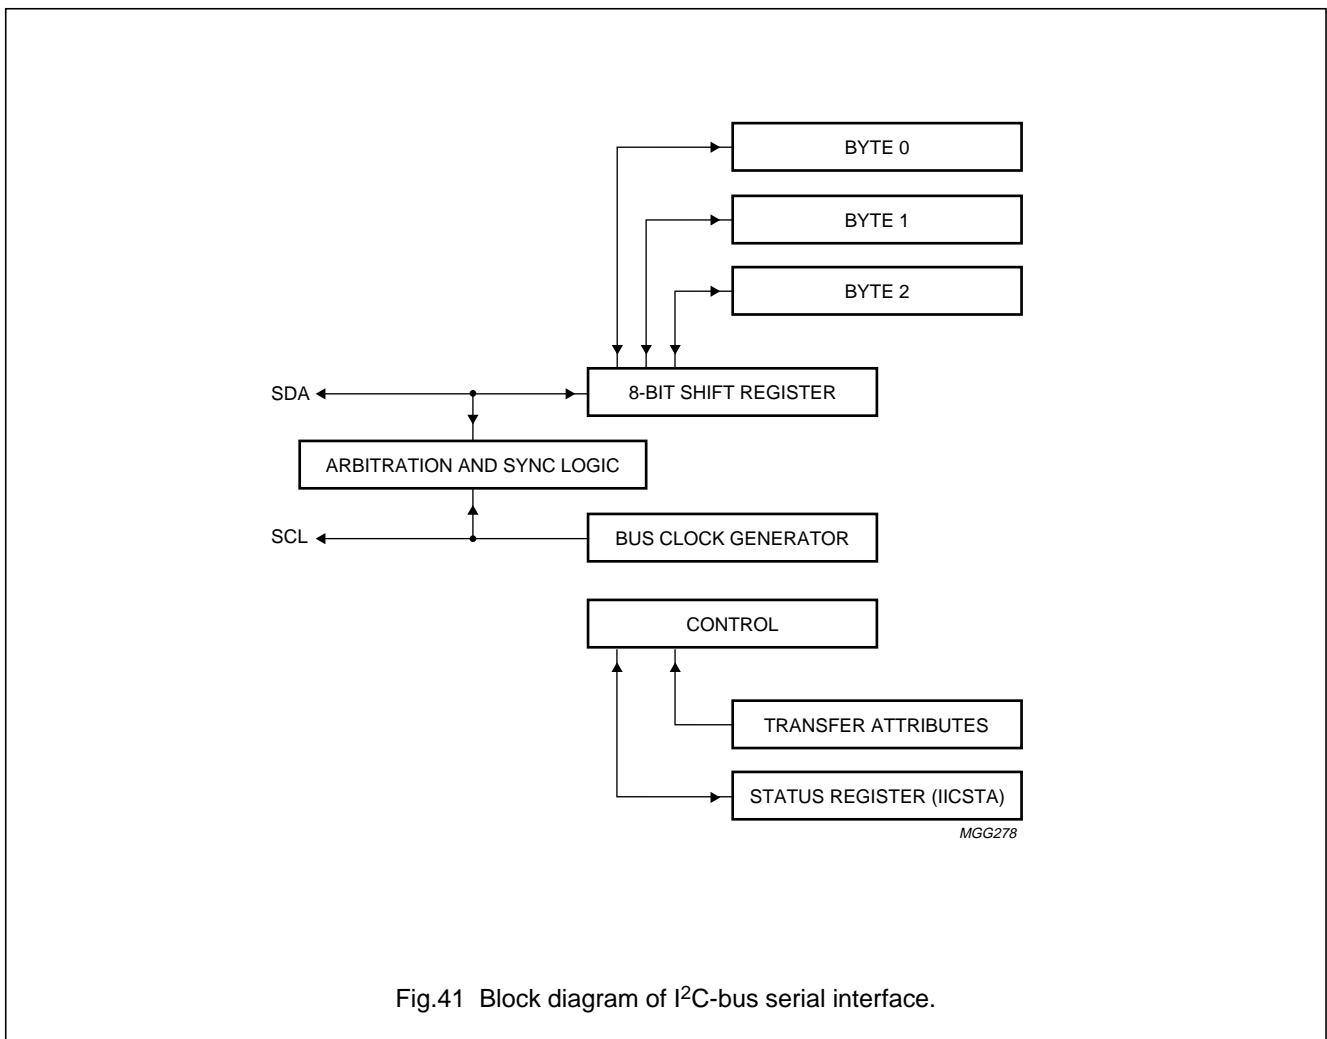 BYTE 0
BYTE 1
BYTE 2
SDA
8-BIT SHIFT REGISTER
ARBITRATION AND SYNC LOGIC
SCL
BUS CLOCK GENERATOR
CONTROL
TRANSFER ATTRIBUTES
STATUS REGISTER (IICSTA)
MGG278
Fig.41 Block diagram of I²C-bus serial interface.